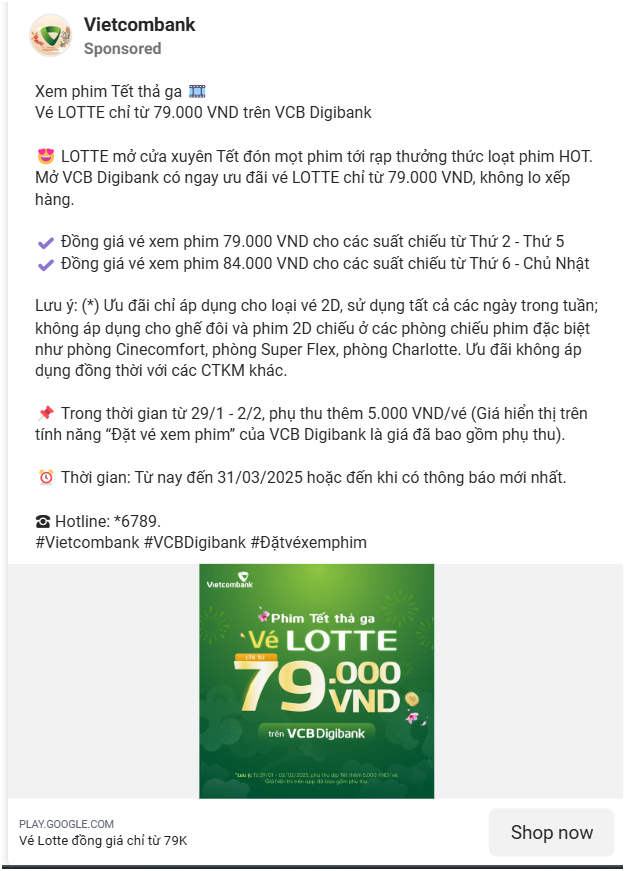 Vietcombank
Sponsored
Xem phim Tết thả ga 🎞️
Vé LOTTE chỉ từ 79.000 VND trên VCB Digibank
😍 LOTTE mở cửa xuyên Tết đón mọt phim tới rạp thưởng thức loạt phim HOT.
Mở VCB Digibank có ngay ưu đãi vé LOTTE chỉ từ 79.000 VND, không lo xếp
hàng.
✔ Đồng giá vé xem phim 79.000 VND cho các suất chiếu từ Thứ 2 - Thứ 5
✔ Đồng giá vé xem phim 84.000 VND cho các suất chiếu từ Thứ 6 - Chủ Nhật
Lưu ý: (*) Ưu đãi chỉ áp dụng cho loại vé 2D, sử dụng tất cả các ngày trong tuần;
không áp dụng cho ghế đôi và phim 2D chiếu ở các phòng chiếu phim đặc biệt
như phòng Cinecomfort, phòng Super Flex, phòng Charlotte. Ưu đãi không áp
dụng đồng thời với các CTKM khác.
📌 Trong thời gian từ 29/1 - 2/2, phụ thu thêm 5.000 VND/vé (Giá hiển thị trên
tính năng “Đặt vé xem phim” của VCB Digibank là giá đã bao gồm phụ thu).
⏰ Thời gian: Từ nay đến 31/03/2025 hoặc đến khi có thông báo mới nhất.
☎ Hotline: *6789.
#Vietcombank #VCBDigibank #Đặtvéxemphim
Vietcombank
Phim Tết thả ga
Vé LOTTE
chỉ từ
79.000
VND
trên VCB Digibank
*Lưu ý: Từ 29/01 - 02/02/2025, phụ thu dịp Tết thêm 5.000 VND/vé.
Giá hiển thị trên app đã bao gồm phụ thu.
PLAY.GOOGLE.COM
Vé Lotte đồng giá chỉ từ 79K
Shop now